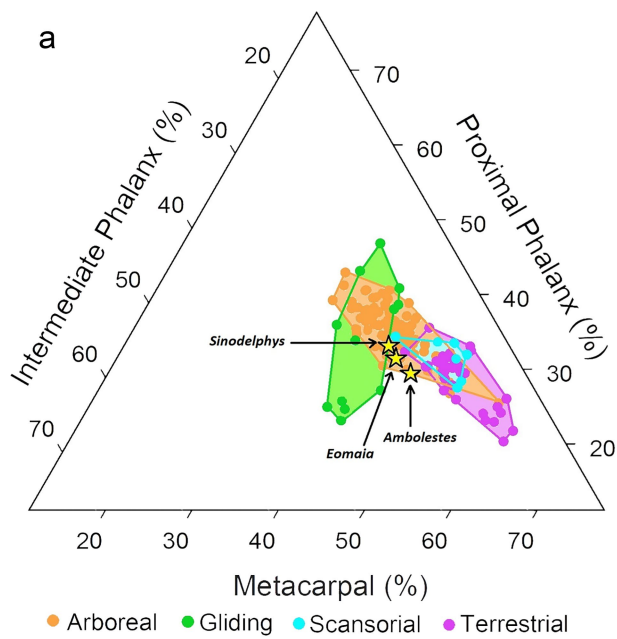 a
20
30
40
50
60
70
Intermediate Phalanx (%)
70
60
50
40
30
20
Proximal Phalanx (%)
Sinodelphys
Eomaia
Ambolestes
20 30 40 50 60 70
Metacarpal (%)
Arboreal Gliding Scansorial Terrestrial